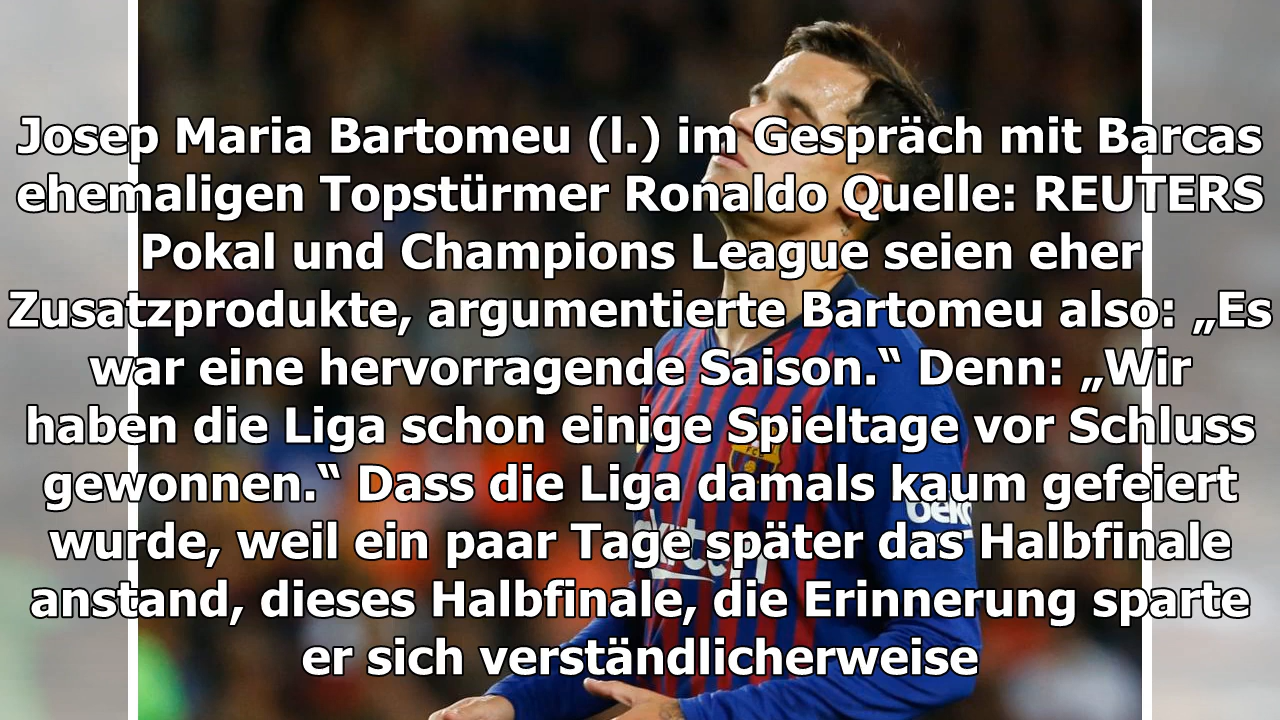 Josep Maria Bartomeu (l.) im Gespräch mit Barcas
ehemaligen Topstürmer Ronaldo Quelle: REUTERS
Pokal und Champions League seien eher
Zusatzprodukte, argumentierte Bartomeu also: „Es
war eine hervorragende Saison.“ Denn: „Wir
haben die Liga schon einige Spieltage vor Schluss
gewonnen.“ Dass die Liga damals kaum gefeiert
wurde, weil ein paar Tage später das Halbfinale
anstand, dieses Halbfinale, die Erinnerung sparte
er sich verständlicherweise
beko